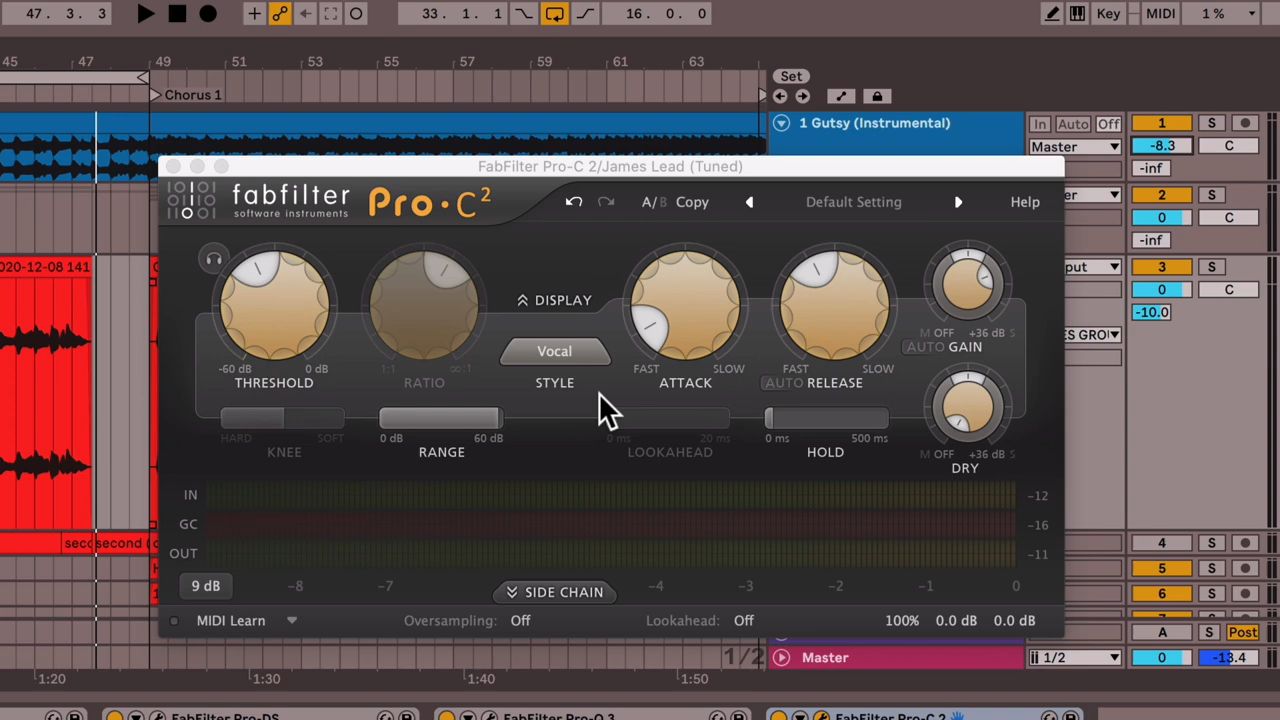 47. 3. 3
33. 1. 1
16. 0. 0
Key
MIDI
1 %
45 47 49 51 53 55 57 59 61 63
Set
Chorus 1
1 Gutsy (Instrumental)
In Auto Off
1 S
Master
-8.3 C
-inf
FabFilter Pro-C 2/James Lead (Tuned)
2 S
0 C
-inf
fabfilter
software instruments
Pro·C²
A/B Copy
Default Setting
Help
020-12-08 141
3 S
0 C
-10.0
DISPLAY
Vocal
STYLE
-60 dB 0 dB
THRESHOLD
1:1 ∞:1
RATIO
FAST SLOW
ATTACK
FAST SLOW
AUTO RELEASE
M OFF +36 dB S
AUTO GAIN
HARD SOFT
KNEE
0 dB 60 dB
RANGE
0 ms 20 ms
LOOKAHEAD
0 ms 500 ms
HOLD
M OFF +36 dB S
DRY
IN -12
GC -16
OUT -11
9 dB -8 -7 -4 -3 -2 -1 0
SIDE CHAIN
MIDI Learn
Oversampling: Off
Lookahead: Off
100% 0.0 dB 0.0 dB
ES GRO
second
4 S
5 S
6 S
A S Post
1/2
Master
1/2
0 -13.4
1:20 1:30 1:40 1:50
FabFilter Pro-DS
FabFilter Pro-Q 3
FabFilter Pro-C 2